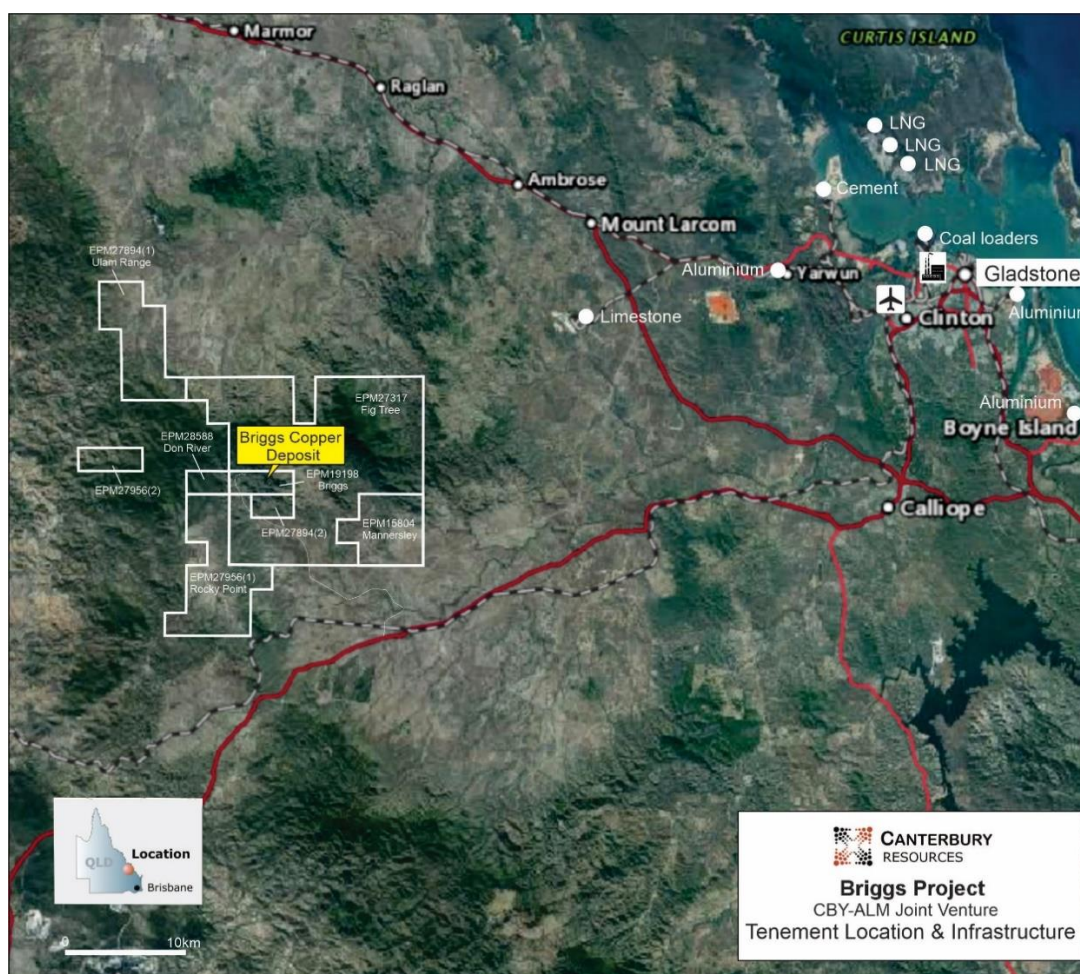 CURTIS ISLAND
Marmor
Raglan
LNG
LNG
LNG
Ambrose
Cement
Mount Larcom
Coal loaders
EPM27894(1)
Ulam Range
Aluminium
Yarwun
Gladstone
Aluminium
Limestone
Clinton
EPM27317
Fig Tree
Aluminium
Boyne Island
EPM28588
Don River
Briggs Copper
Deposit
EPM19198
Briggs
EPM27956(2)
EPM27894(2)
EPM15804
Mannersley
Calliope
EPM27956(1)
Rocky Point
QLD
Location
Brisbane
0 10km
CANTERBURY
RESOURCES
Briggs Project
CBY-ALM Joint Venture
Tenement Location & Infrastructure